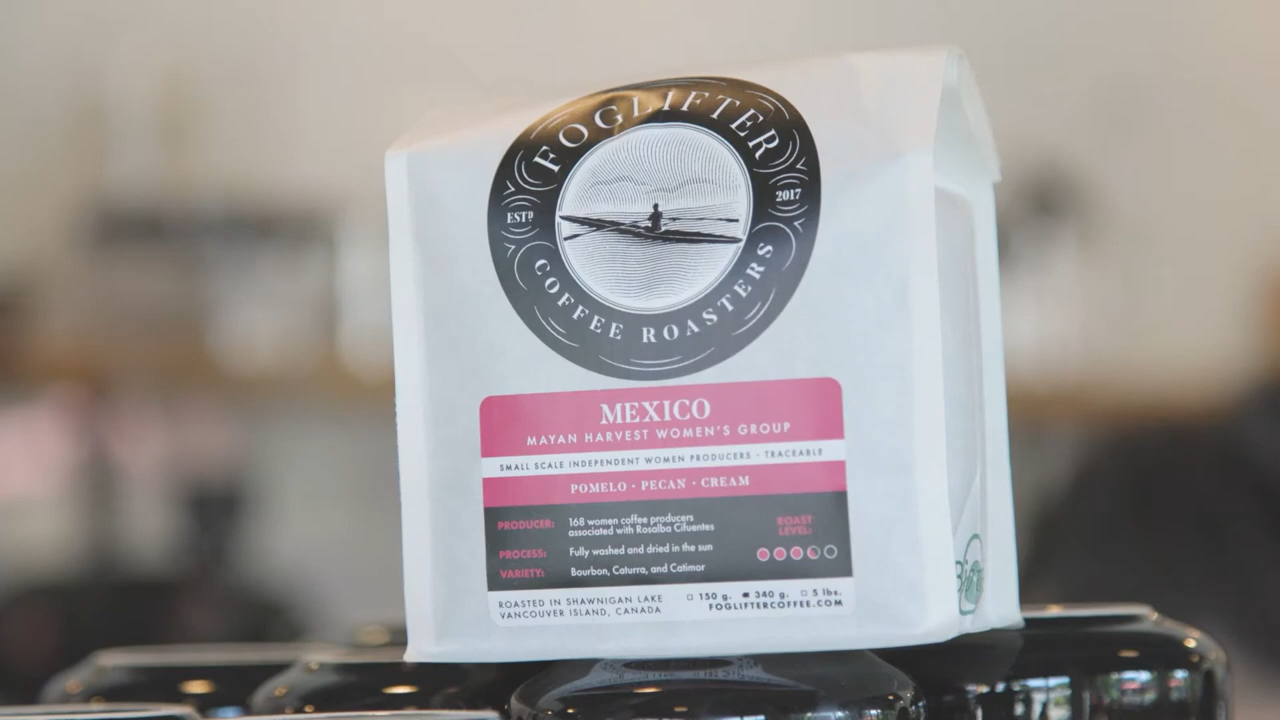 FOGLIFTER
ESTD
2017
COFFEE ROASTERS
MEXICO
MAYAN HARVEST WOMEN'S GROUP
SMALL SCALE INDEPENDENT WOMEN PRODUCERS · TRACEABLE
POMELO · PECAN · CREAM
PRODUCER: 168 women coffee producers
associated with Rosalba Cifuentes
PROCESS: Fully washed and dried in the sun
VARIETY: Bourbon, Caturra, and Catimor
ROAST
LEVEL:
ROASTED IN SHAWNIGAN LAKE
VANCOUVER ISLAND, CANADA
150 g. 340 g. 5 lbs.
FOGLIFTERCOFFEE.COM